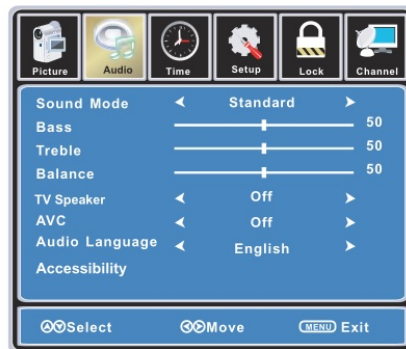 Picture Audio Time Setup Lock Channel
Sound Mode Standard
Bass 50
Treble 50
Balance 50
TV Speaker Off
AVC Off
Audio Language English
Accessibility
Select Move MENU Exit